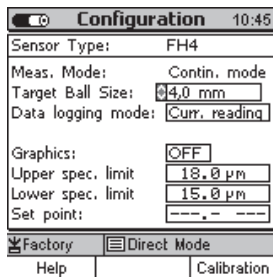 Configuration 10:45
Sensor Type: FH4
Meas. Mode: Contin. mode
Target Ball Size: 4,0 mm
Data logging mode: Curr. reading
Graphics: OFF
Upper spec. limit 18.0 µm
Lower spec. limit 15.0 µm
Set point: ---.- ---
Factory Direct Mode
Help Calibration